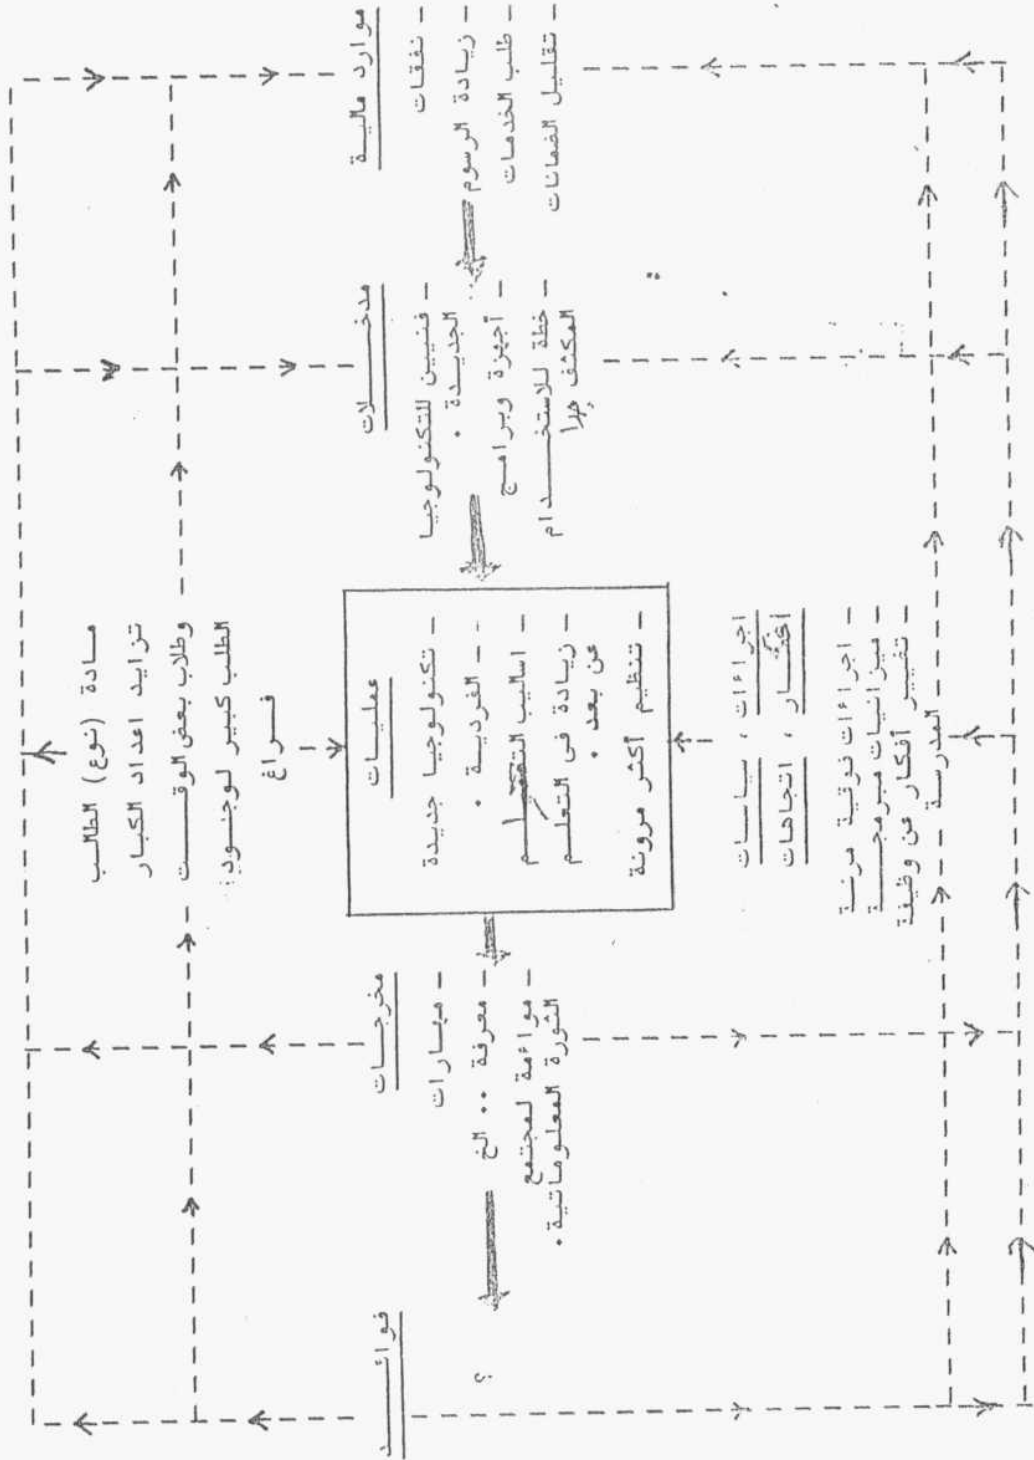 موارد مالية
- نفقات
- زيادة الرسوم
- طلب الخدمات
- تقليل الضمانات
مدخلات
- فنيين للتكنولوجيا
الجديدة .
- أجهزة وبرامج
- خطة للاستخدام
المكثف جدا
مادة (نوع) الطالب
تزايد اعداد الكبار
وطلاب بعض الوقت
الطلب كبير لوجود
فراغ
عمليات
- تكنولوجيا جديدة
- الفردية .
- اساليب التعليم
- زيادة فى التعلم
عن بعد .
- تنظيم أكثر مرونة
اجراءات ، سياسات ،
اتجاهات ، أفكار
- اجراءات فوقية مرنة
- ميزانيات مبرمجة
- تغيير أفكار عن وظيفة
المدرسة
مخرجات
- مهارات
- معرفة .. الخ
- مواءمة لمجتمع
الثورة المعلوماتية .
فوائد
؟